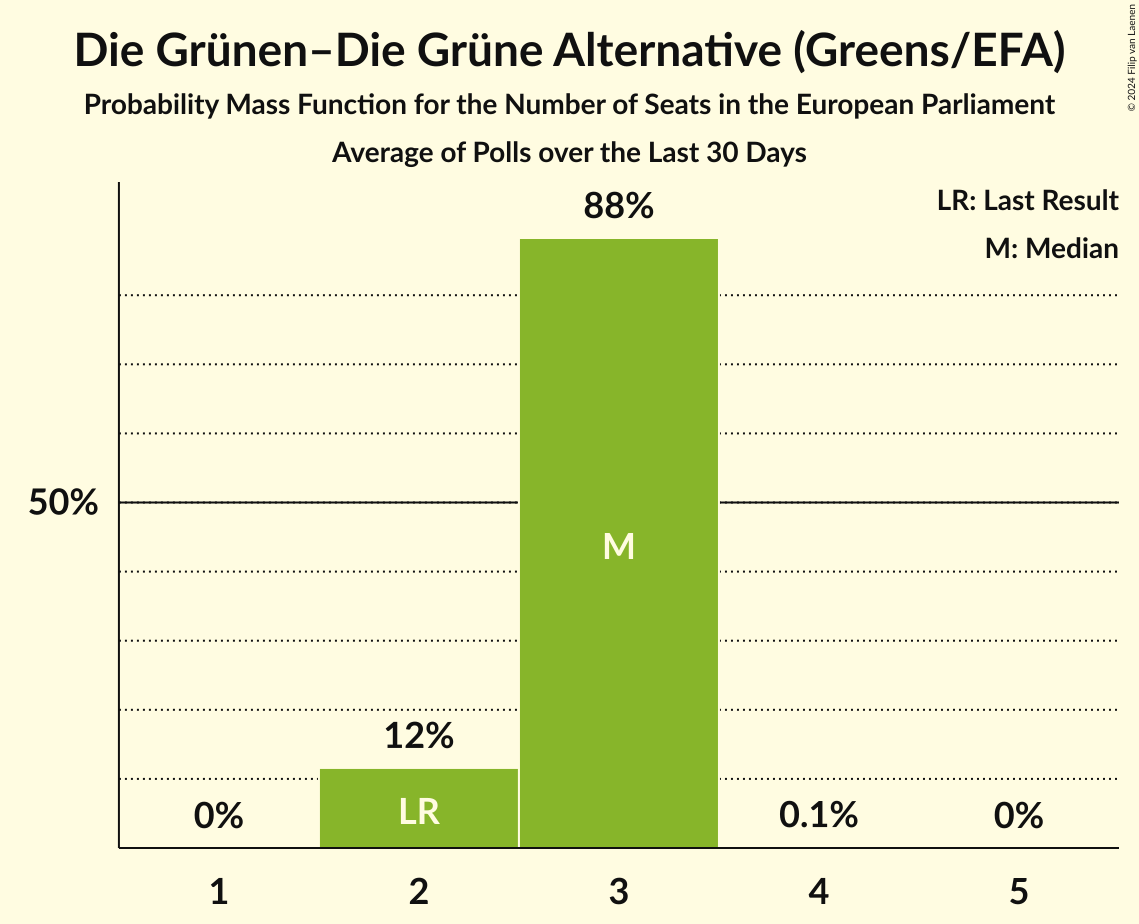 Die Grünen–Die Grüne Alternative (Greens/EFA)
Probability Mass Function for the Number of Seats in the European Parliament
Average of Polls over the Last 30 Days
© 2024 Filip van Laenen
LR: Last Result
M: Median
88%
50%
M
12%
LR
0%
0.1%
0%
1 2 3 4 5